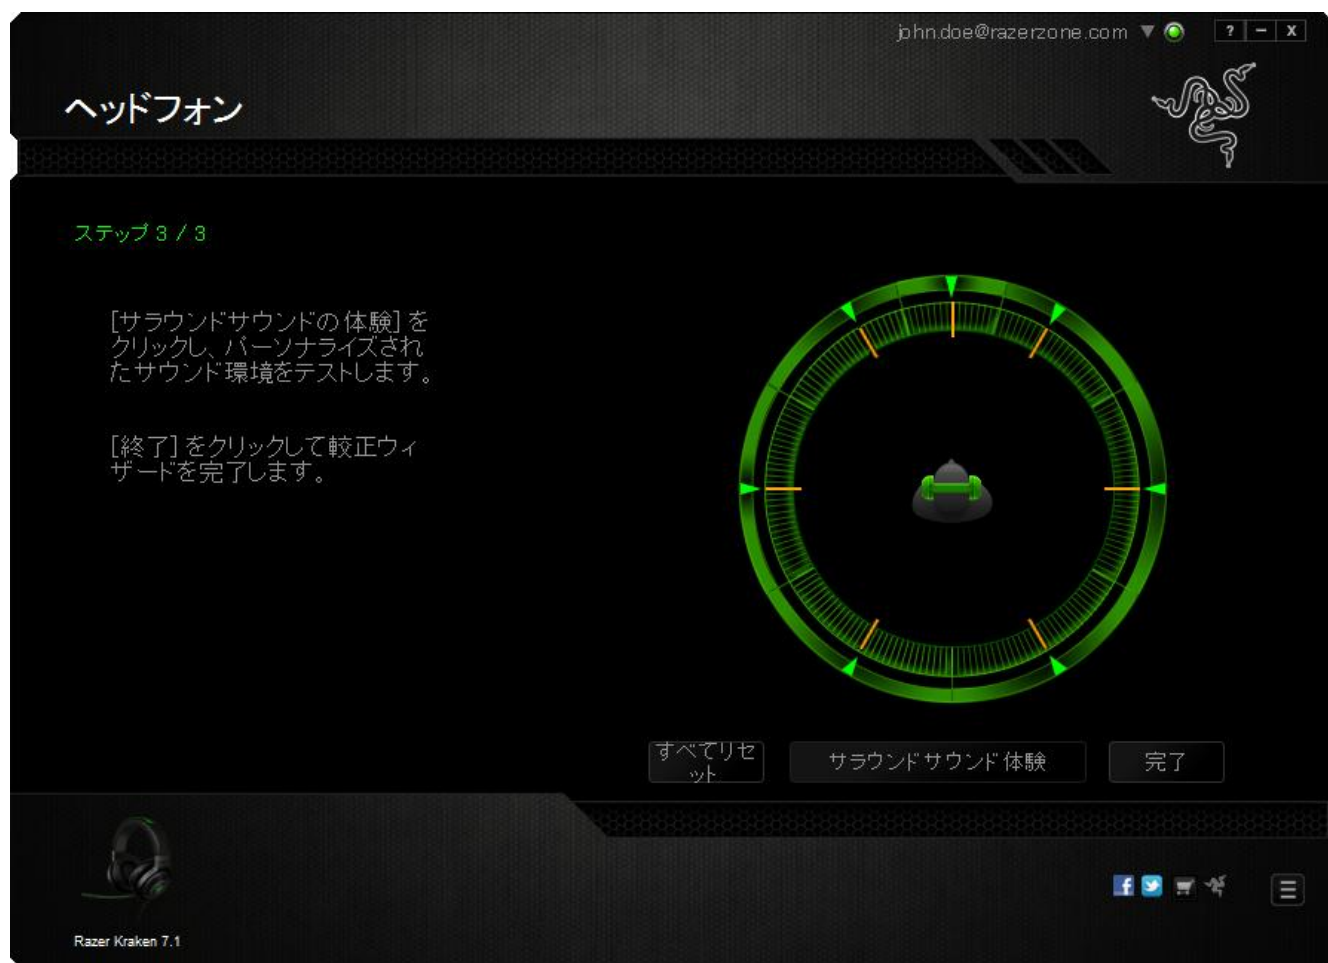 john.doe@razerzone.com
? - X
ヘッドフォン
ステップ 3 / 3
[サラウンドサウンドの体験] を
クリックし、パーソナライズされ
たサウンド環境をテストします。
[終了] をクリックして較正ウィ
ザードを完了します。
すべてリセ
ット
サラウンドサウンド体験
完了
Razer Kraken 7.1